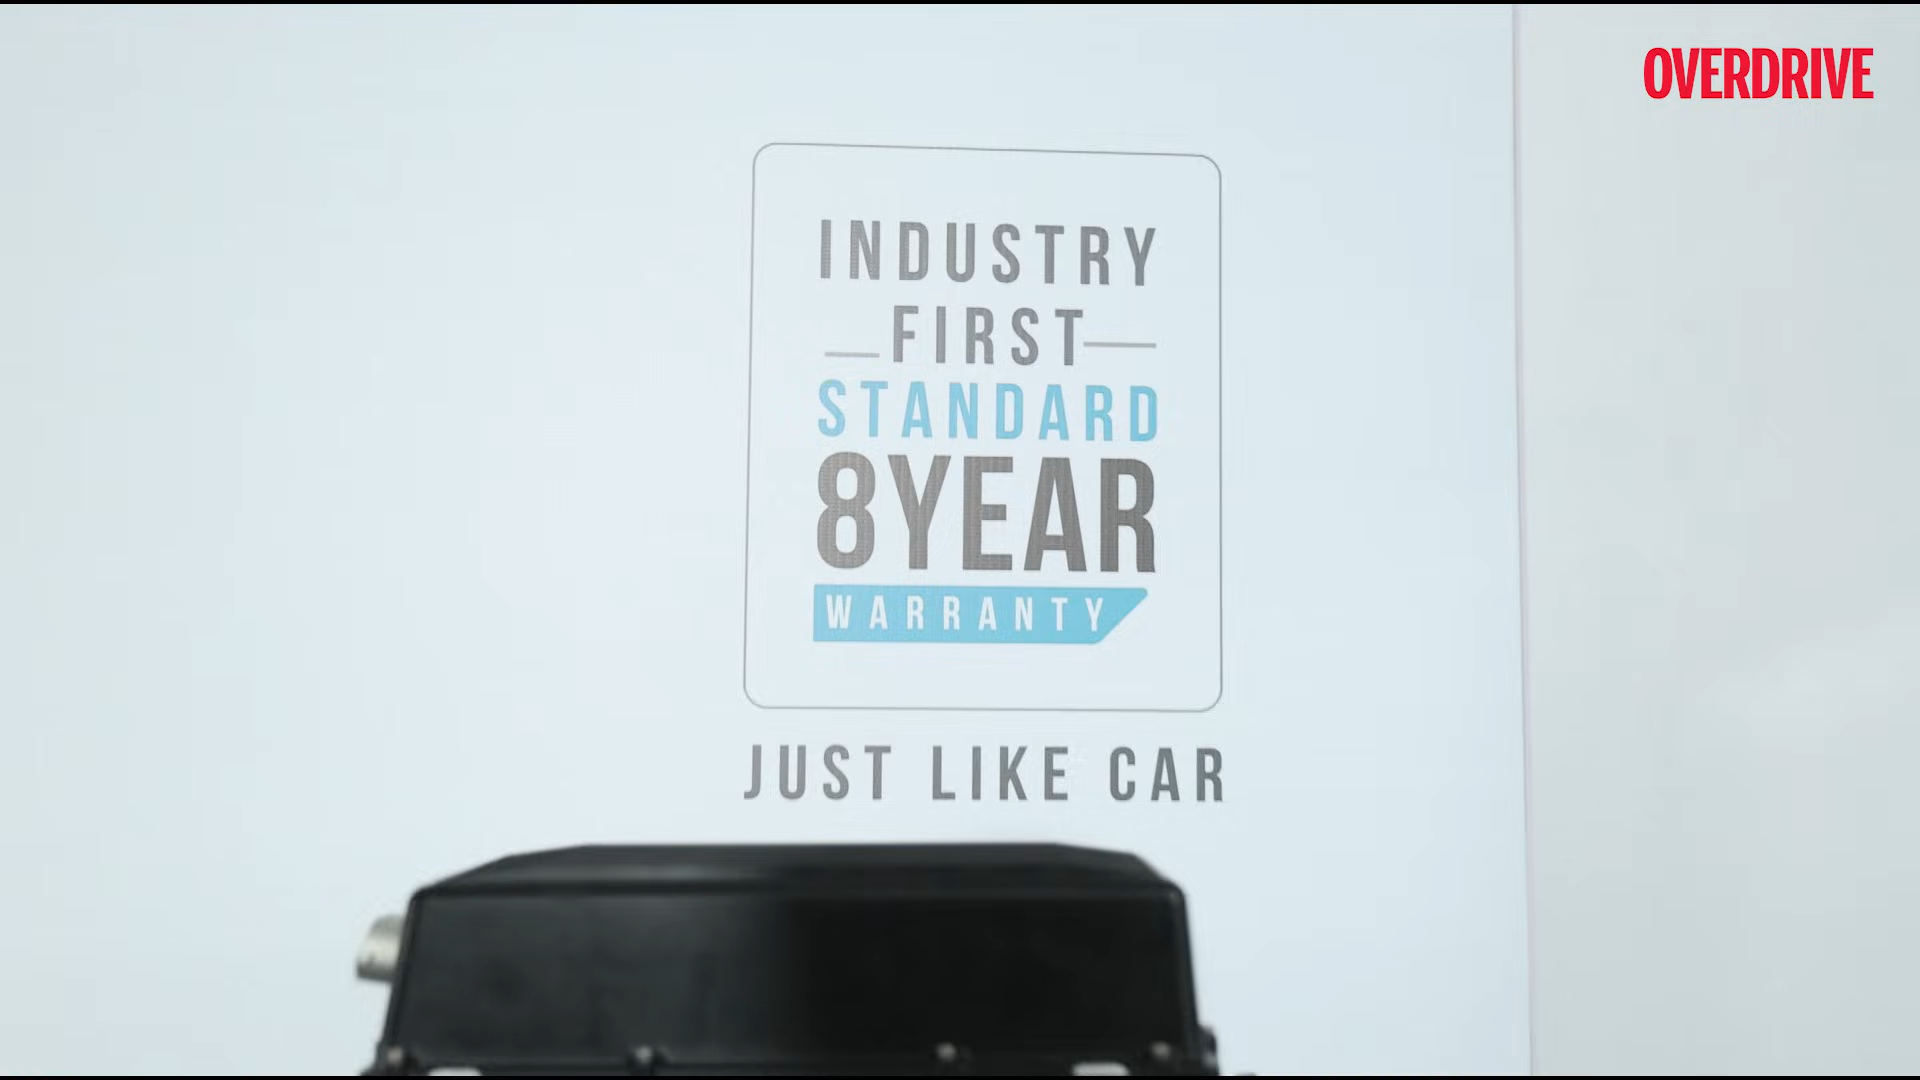 OVERDRIVE
INDUSTRY
FIRST
STANDARD
8YEAR
WARRANTY
JUST LIKE CAR